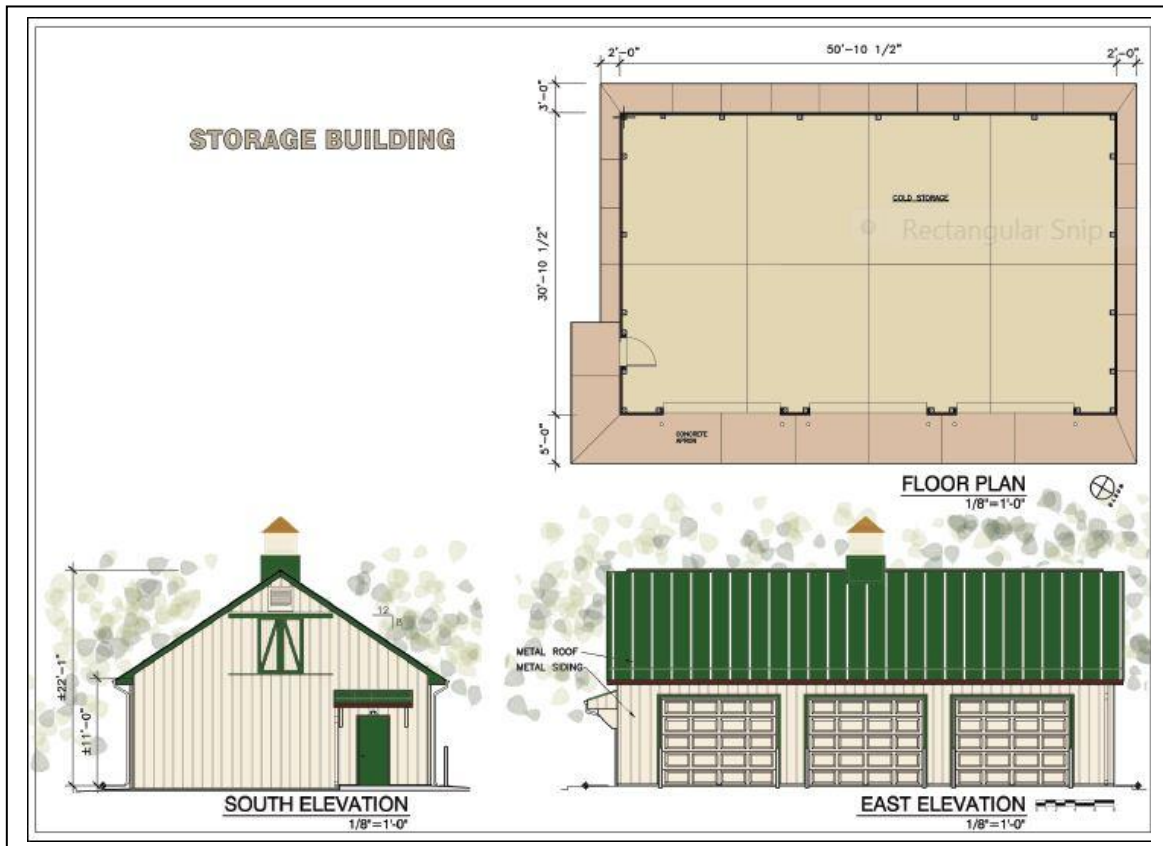 2'-0"
50'-10 1/2"
2'-0"
3'-0"
STORAGE BUILDING
COLD STORAGE
Rectangular Snip
30'-10 1/2"
CONCRETE
APRON
5'-0"
FLOOR PLAN
1/8"=1'-0"
NORTH
12
8
METAL ROOF
METAL SIDING
±22'-1"
±11'-0"
SOUTH ELEVATION
1/8"=1'-0"
EAST ELEVATION
1/8"=1'-0"